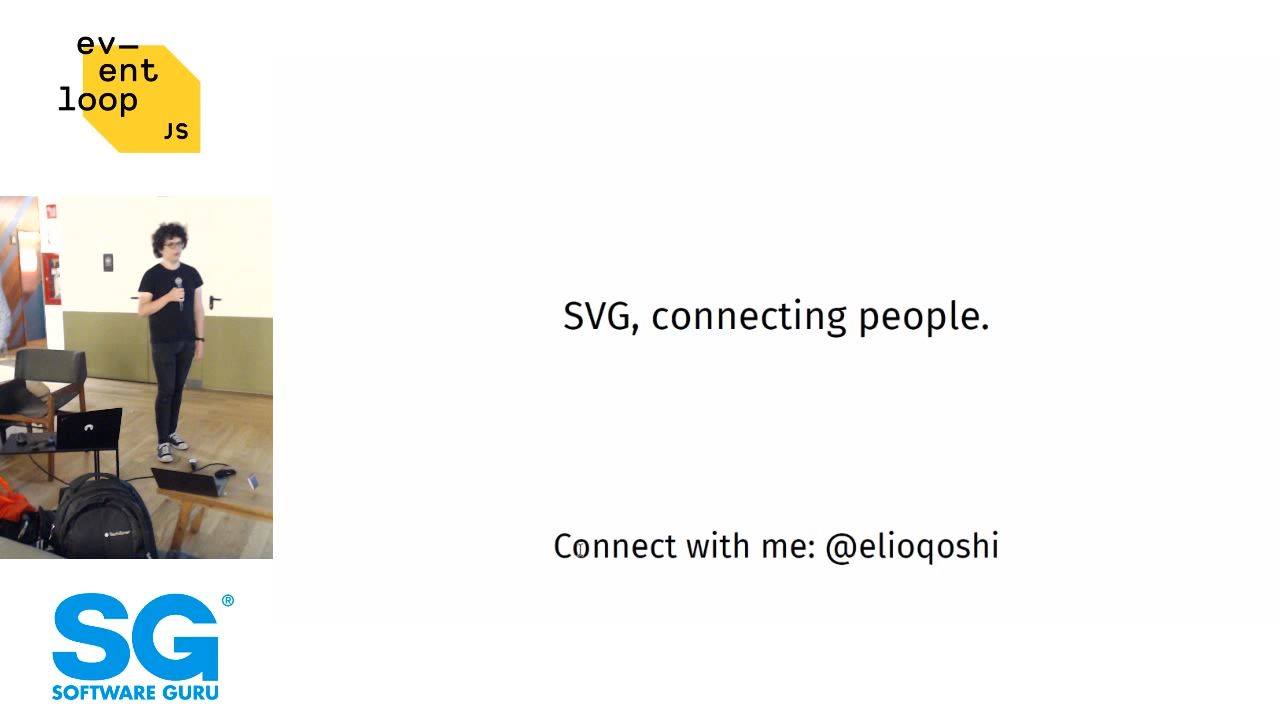 ev—
ent
loop
JS
SVG, connecting people.
Connect with me: @elioqoshi
SG®
SOFTWARE GURU